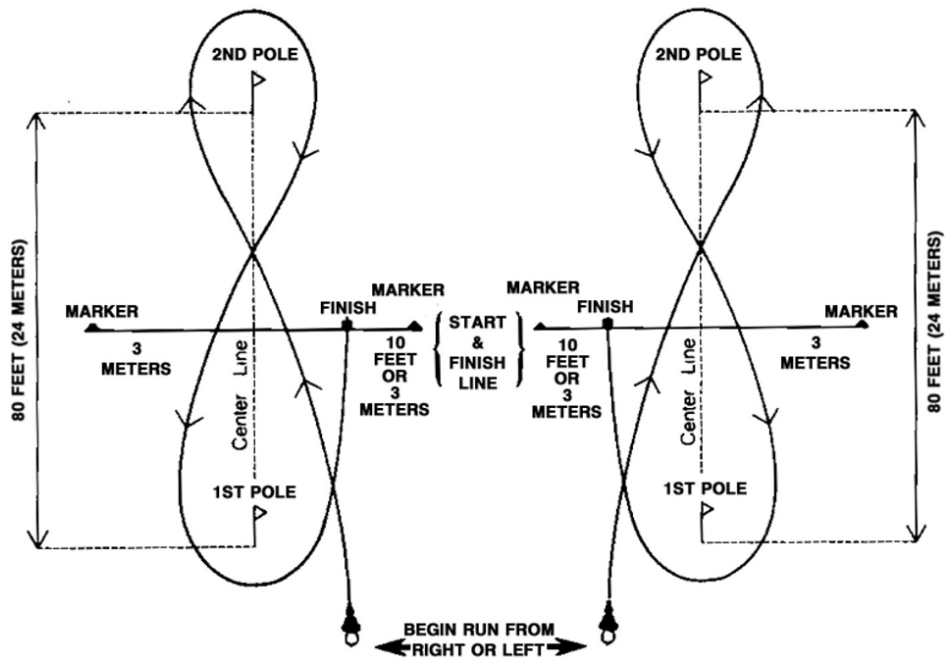 2ND POLE
2ND POLE
80 FEET (24 METERS)
MARKER
3
METERS
FINISH
MARKER
10
FEET
OR
3
METERS
START
&
FINISH
LINE
MARKER
FINISH
10
FEET
OR
3
METERS
MARKER
3
METERS
80 FEET (24 METERS)
Center Line
Center Line
1ST POLE
1ST POLE
BEGIN RUN FROM
RIGHT OR LEFT